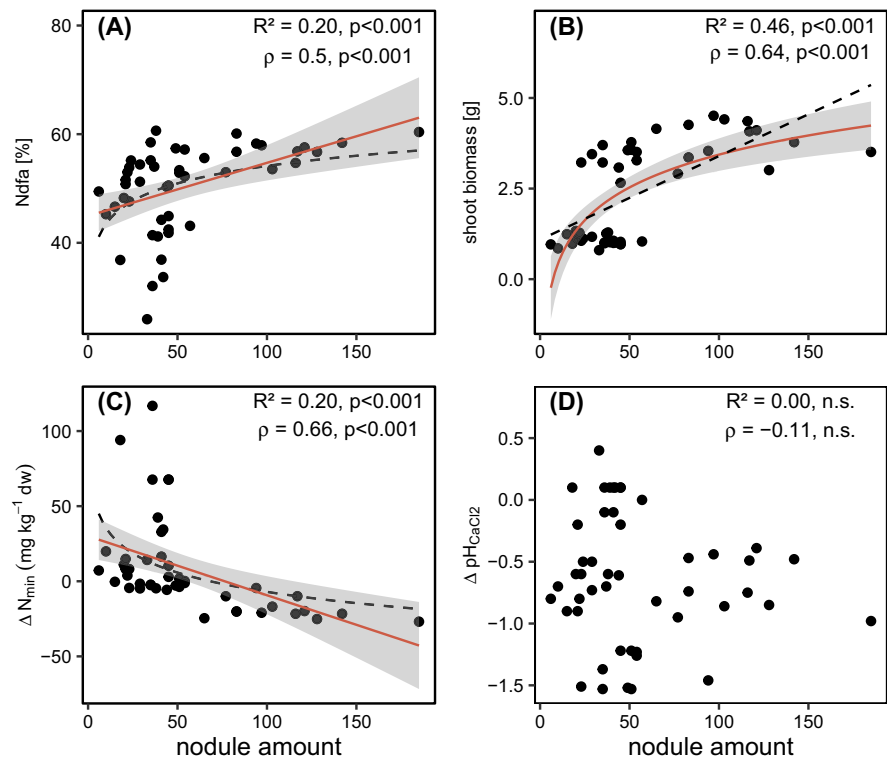 (A)
R² = 0.20, p<0.001
ρ = 0.5, p<0.001
80
60
40
Ndfa [%]
0 50 100 150
(B)
R² = 0.46, p<0.001
ρ = 0.64, p<0.001
5.0
2.5
0.0
shoot biomass [g]
0 50 100 150
(C)
R² = 0.20, p<0.001
ρ = 0.66, p<0.001
100
50
0
−50
Δ Nmin (mg kg⁻¹ dw)
0 50 100 150
nodule amount
(D)
R² = 0.00, n.s.
ρ = −0.11, n.s.
0.5
0.0
−0.5
−1.0
−1.5
Δ pHCaCl2
0 50 100 150
nodule amount